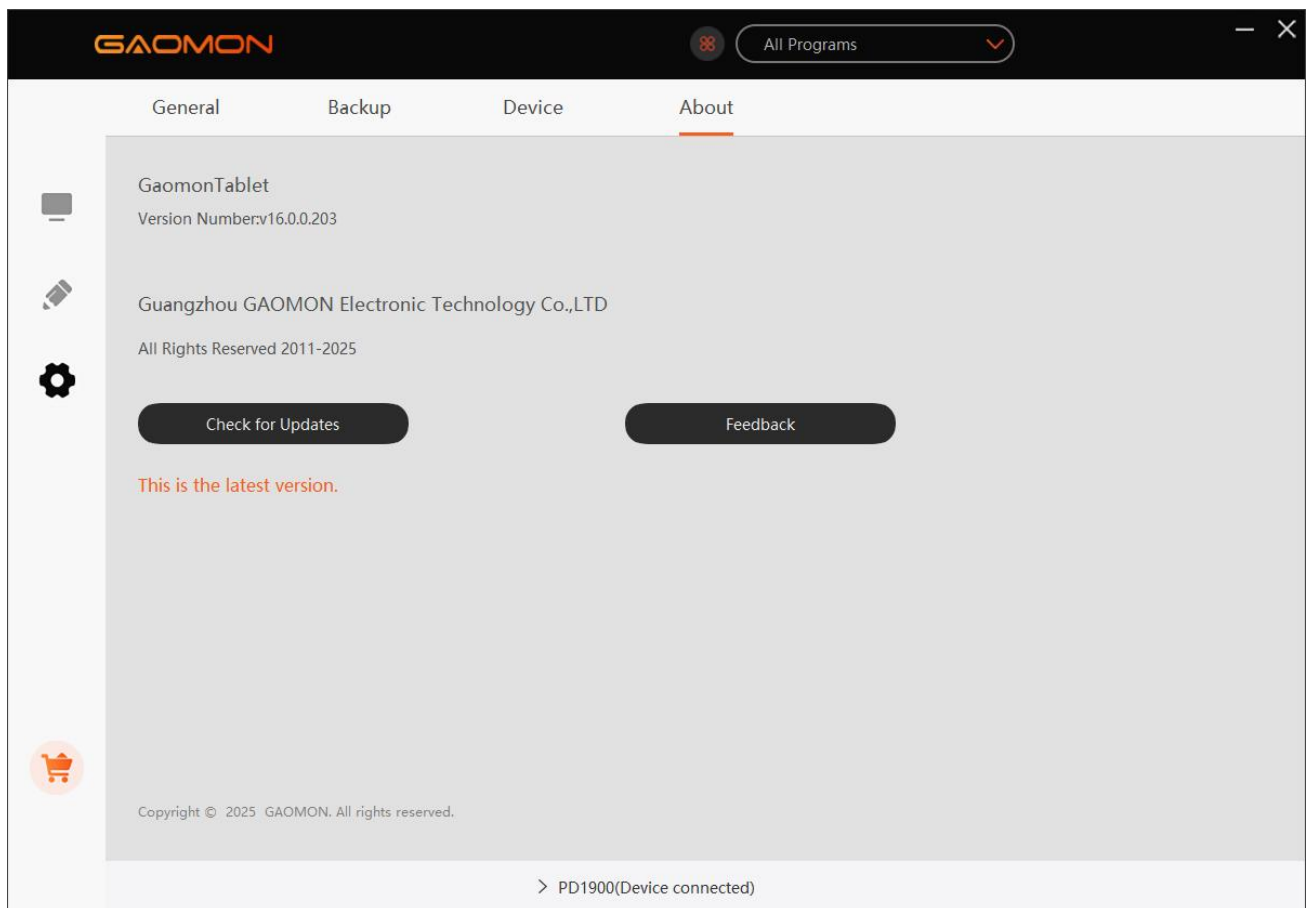 GAOMON
All Programs
General Backup Device About
GaomonTablet
Version Number:v16.0.0.203
Guangzhou GAOMON Electronic Technology Co.,LTD
All Rights Reserved 2011-2025
Check for Updates Feedback
This is the latest version.
Copyright © 2025 GAOMON. All rights reserved.
PD1900(Device connected)